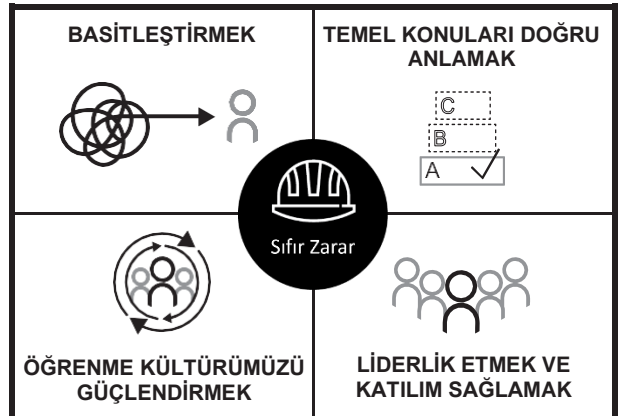 BASİTLEŞTİRMEK
TEMEL KONULARI DOĞRU
ANLAMAK
C
B
A
Sıfır Zarar
ÖĞRENME KÜLTÜRÜMÜZÜ
GÜÇLENDİRMEK
LİDERLİK ETMEK VE
KATILIM SAĞLAMAK